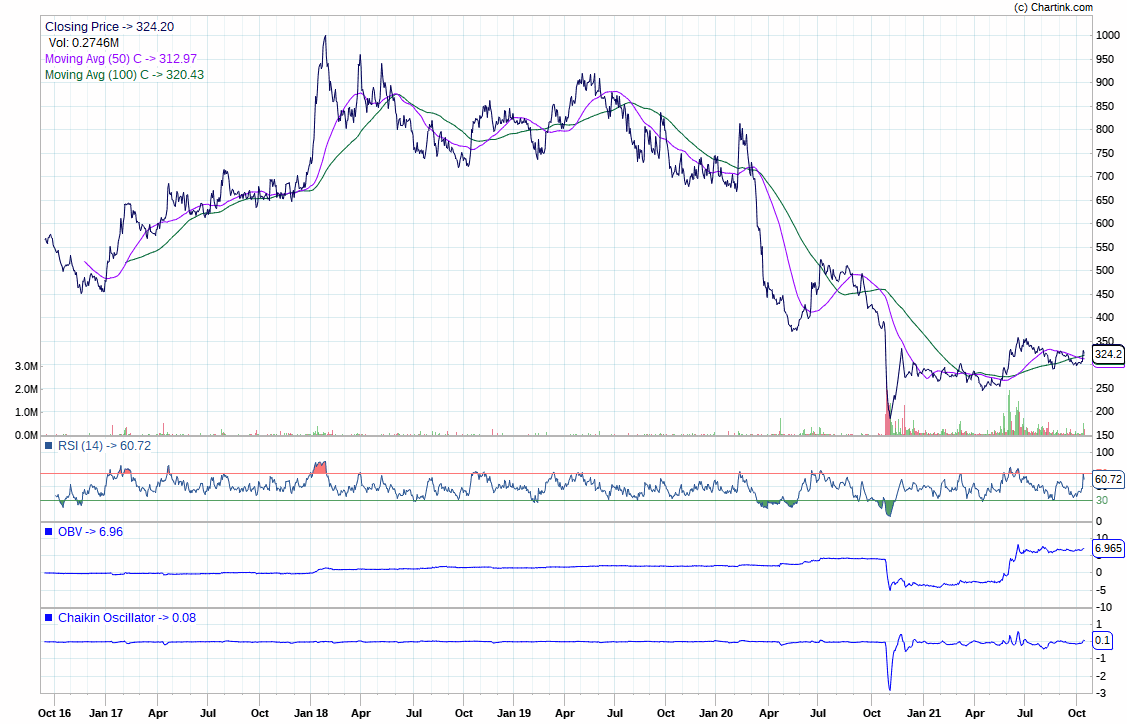 (c) Chartink.com
Closing Price -> 324.20
Vol: 0.2746M
Moving Avg (50) C -> 312.97
Moving Avg (100) C -> 320.43
1000
950
900
850
800
750
700
650
600
550
500
450
400
350
324.2
250
200
150
3.0M
2.0M
1.0M
0.0M
RSI (14) -> 60.72
100
60.72
30
0
OBV -> 6.96
10
6.965
0
-5
-10
Chaikin Oscillator -> 0.08
1
0.1
-1
-2
-3
Oct 16 Jan 17 Apr Jul Oct Jan 18 Apr Jul Oct Jan 19 Apr Jul Oct Jan 20 Apr Jul Oct Jan 21 Apr Jul Oct